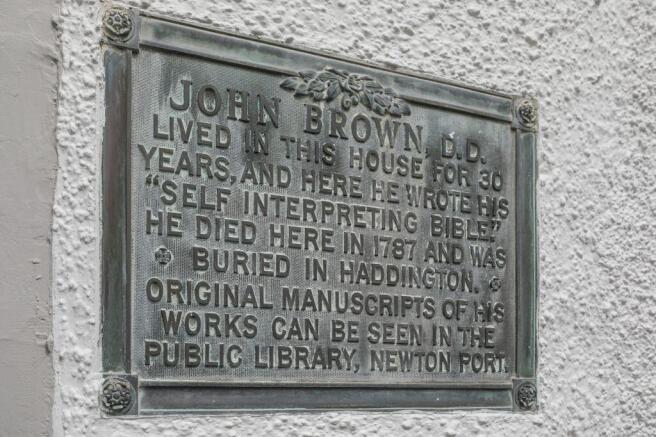 JOHN BROWN, D.D.
LIVED IN THIS HOUSE FOR 30
YEARS, AND HERE HE WROTE HIS
"SELF INTERPRETING BIBLE."
HE DIED HERE IN 1787 AND WAS
BURIED IN HADDINGTON.
ORIGINAL MANUSCRIPTS OF HIS
WORKS CAN BE SEEN IN THE
PUBLIC LIBRARY, NEWTON PORT.